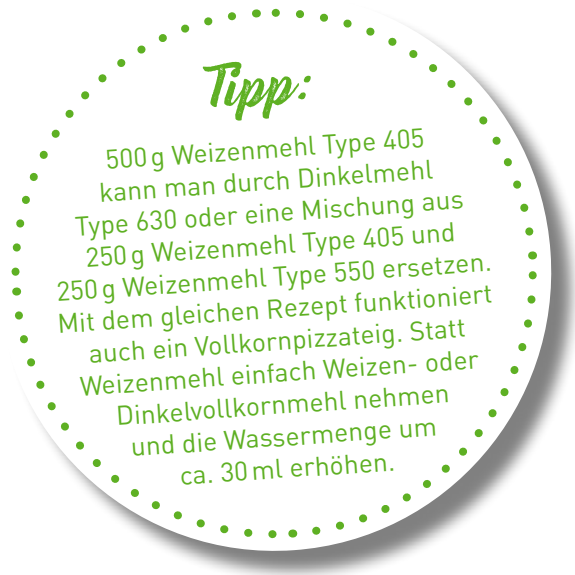 Tipp:
500 g Weizenmehl Type 405
kann man durch Dinkelmehl
Type 630 oder eine Mischung aus
250 g Weizenmehl Type 405 und
250 g Weizenmehl Type 550 ersetzen.
Mit dem gleichen Rezept funktioniert
auch ein Vollkornpizzateig. Statt
Weizenmehl einfach Weizen- oder
Dinkelvollkornmehl nehmen
und die Wassermenge um
ca. 30 ml erhöhen.